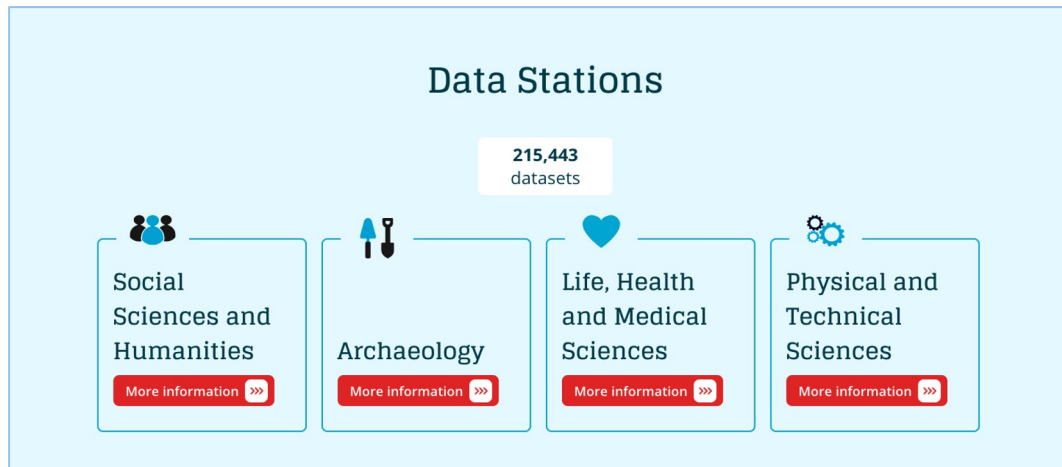 Data Stations
215,443
datasets
Social
Sciences and
Humanities
More information
Archaeology
More information
Life, Health
and Medical
Sciences
More information
Physical and
Technical
Sciences
More information